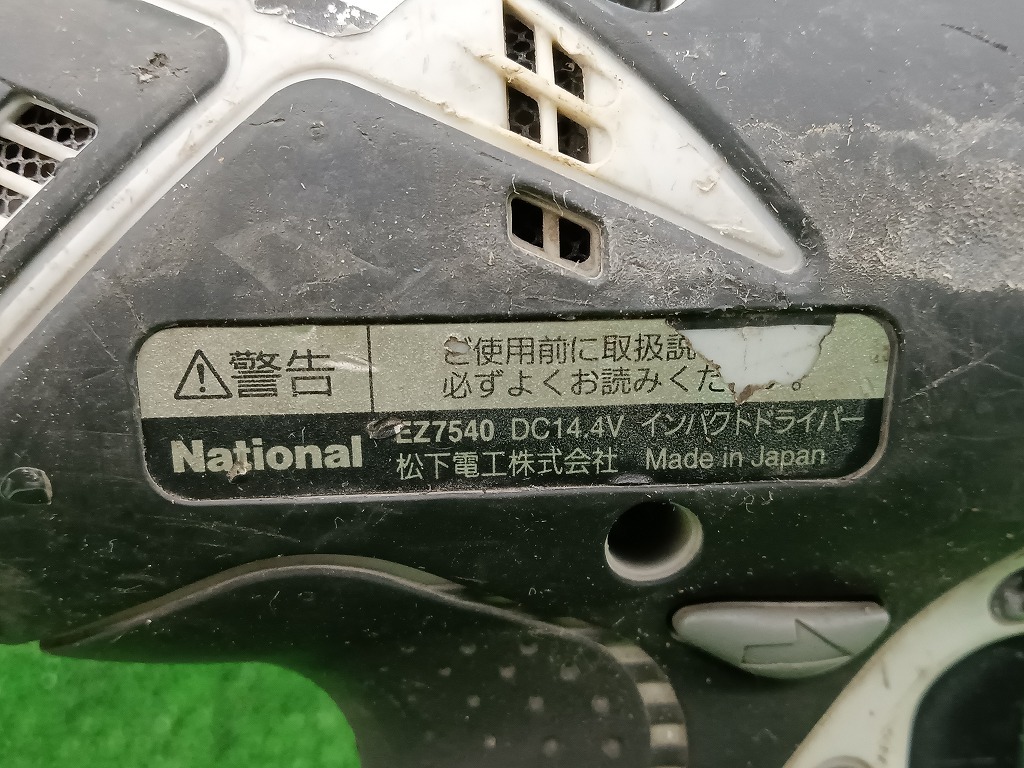 ⚠警告
ご使用前に取扱説
必ずよくお読みくだ
National
EZ7540 DC14.4V インパクトドライバー
松下電工株式会社 Made in Japan